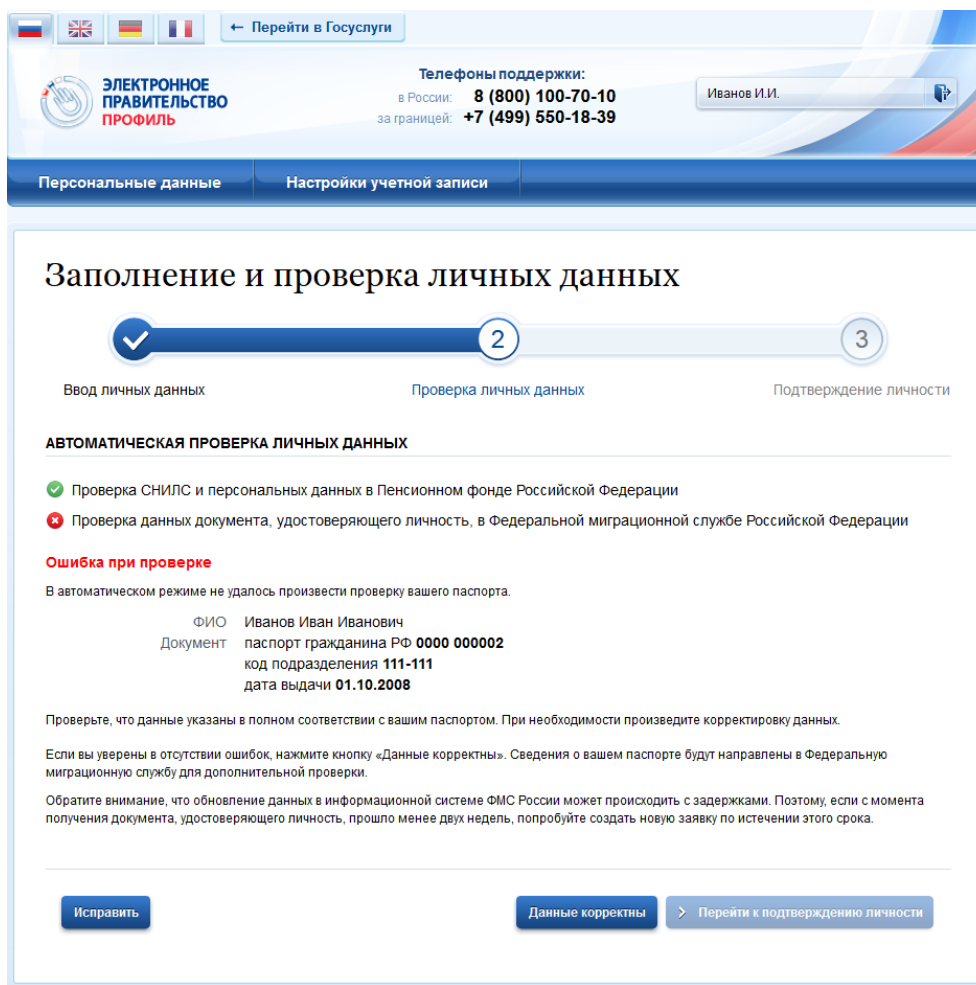 ← Перейти в Госуслуги
ЭЛЕКТРОННОЕ
ПРАВИТЕЛЬСТВО
ПРОФИЛЬ
Телефоны поддержки:
в России: 8 (800) 100-70-10
за границей: +7 (499) 550-18-39
Иванов И.И.
Персональные данные
Настройки учетной записи
Заполнение и проверка личных данных
2
3
Ввод личных данных
Проверка личных данных
Подтверждение личности
АВТОМАТИЧЕСКАЯ ПРОВЕРКА ЛИЧНЫХ ДАННЫХ
Проверка СНИЛС и персональных данных в Пенсионном фонде Российской Федерации
Проверка данных документа, удостоверяющего личность, в Федеральной миграционной службе Российской Федерации
Ошибка при проверке
В автоматическом режиме не удалось произвести проверку вашего паспорта.
ФИО Иванов Иван Иванович
Документ паспорт гражданина РФ 0000 000002
код подразделения 111-111
дата выдачи 01.10.2008
Проверьте, что данные указаны в полном соответствии с вашим паспортом. При необходимости произведите корректировку данных.
Если вы уверены в отсутствии ошибок, нажмите кнопку «Данные корректны». Сведения о вашем паспорте будут направлены в Федеральную
миграционную службу для дополнительной проверки.
Обратите внимание, что обновление данных в информационной системе ФМС России может происходить с задержками. Поэтому, если с момента
получения документа, удостоверяющего личность, прошло менее двух недель, попробуйте создать новую заявку по истечении этого срока.
Исправить
Данные корректны
Перейти к подтверждению личности